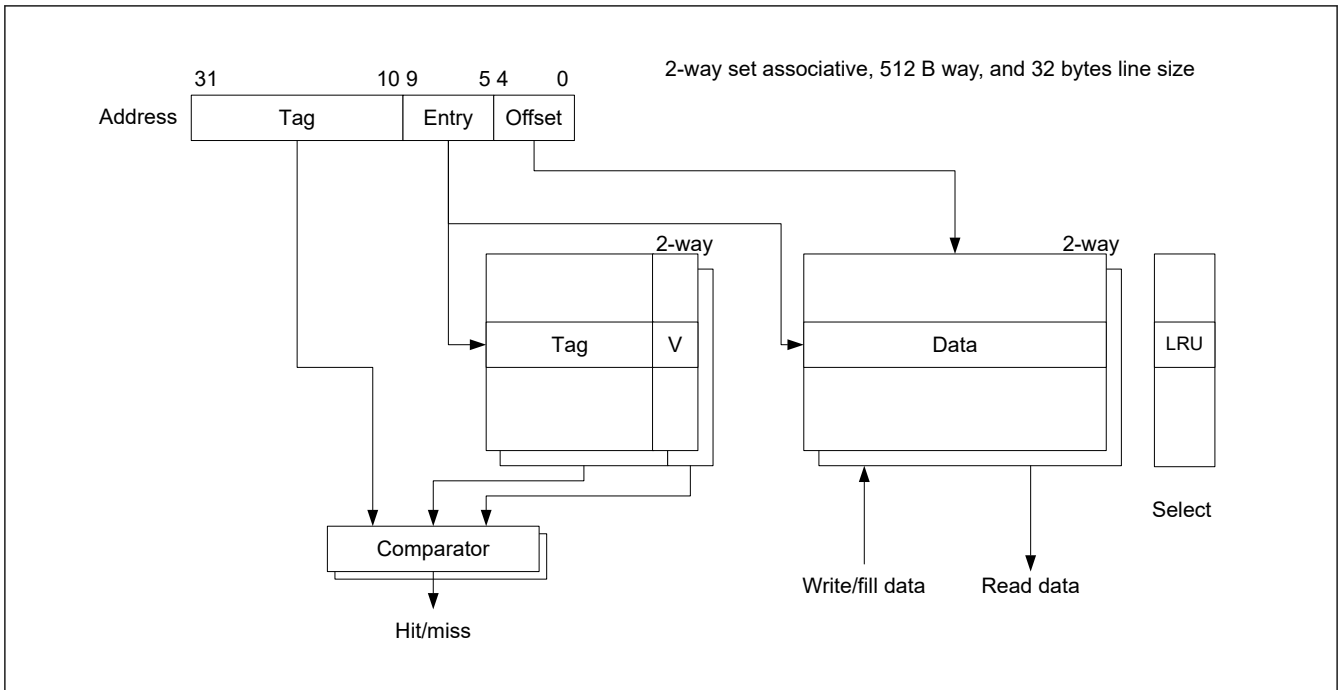 2-way set associative, 512 B way, and 32 bytes line size
31 10 9 5 4 0
Address Tag Entry Offset
2-way 2-way
Tag V Data LRU
Select
Comparator
Write/fill data Read data
Hit/miss